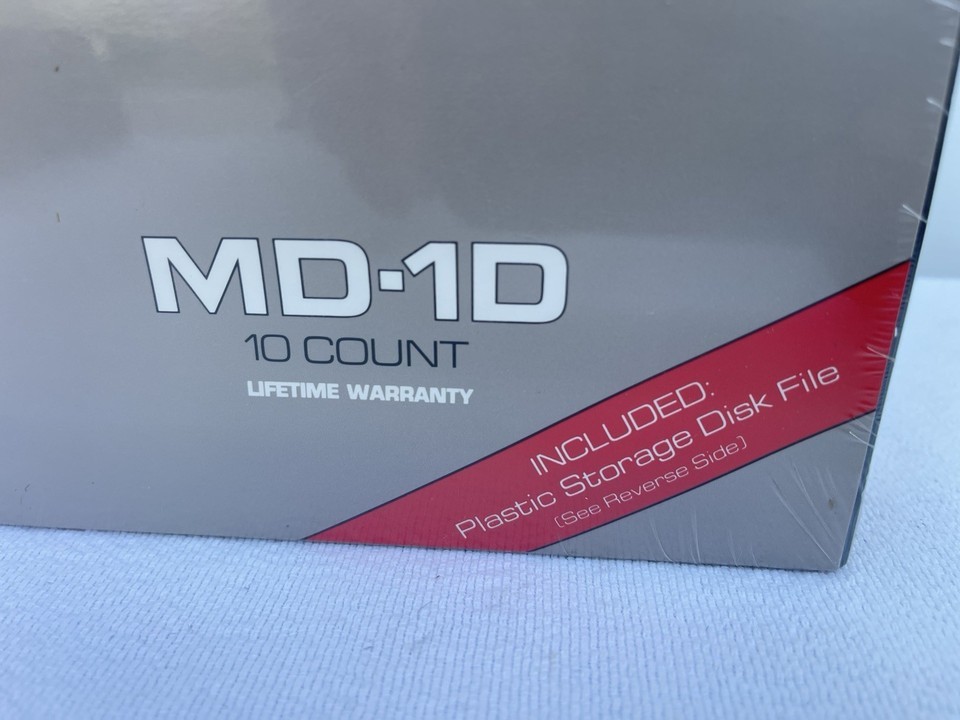 MD·1D
10 COUNT
LIFETIME WARRANTY
INCLUDED:
Plastic Storage Disk File
(See Reverse Side)